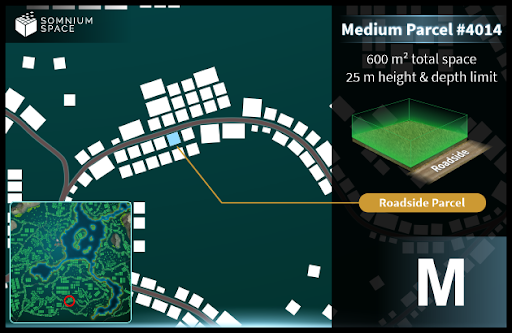 SOMNIUM
SPACE
Medium Parcel #4014
600 m² total space
25 m height & depth limit
Roadside
Roadside Parcel
M